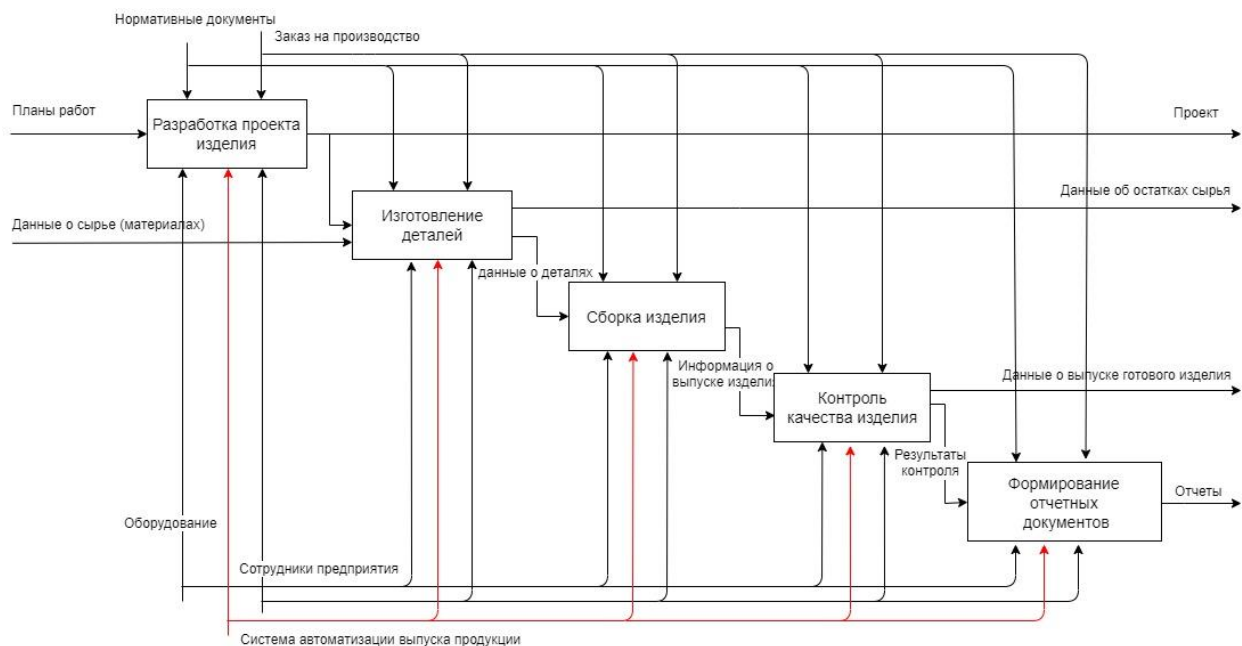 Нормативные документы
Заказ на производство
Планы работ
Разработка проекта
изделия
Проект
Данные об остатках сырья
Изготовление
деталей
Данные о сырье (материалах)
данные о деталях
Сборка изделия
Информация о
выпуске изделия
Данные о выпуске готового изделия
Контроль
качества изделия
Результаты
контроля
Формирование
отчетных
документов
Отчеты
Оборудование
Сотрудники предприятия
Система автоматизации выпуска продукции